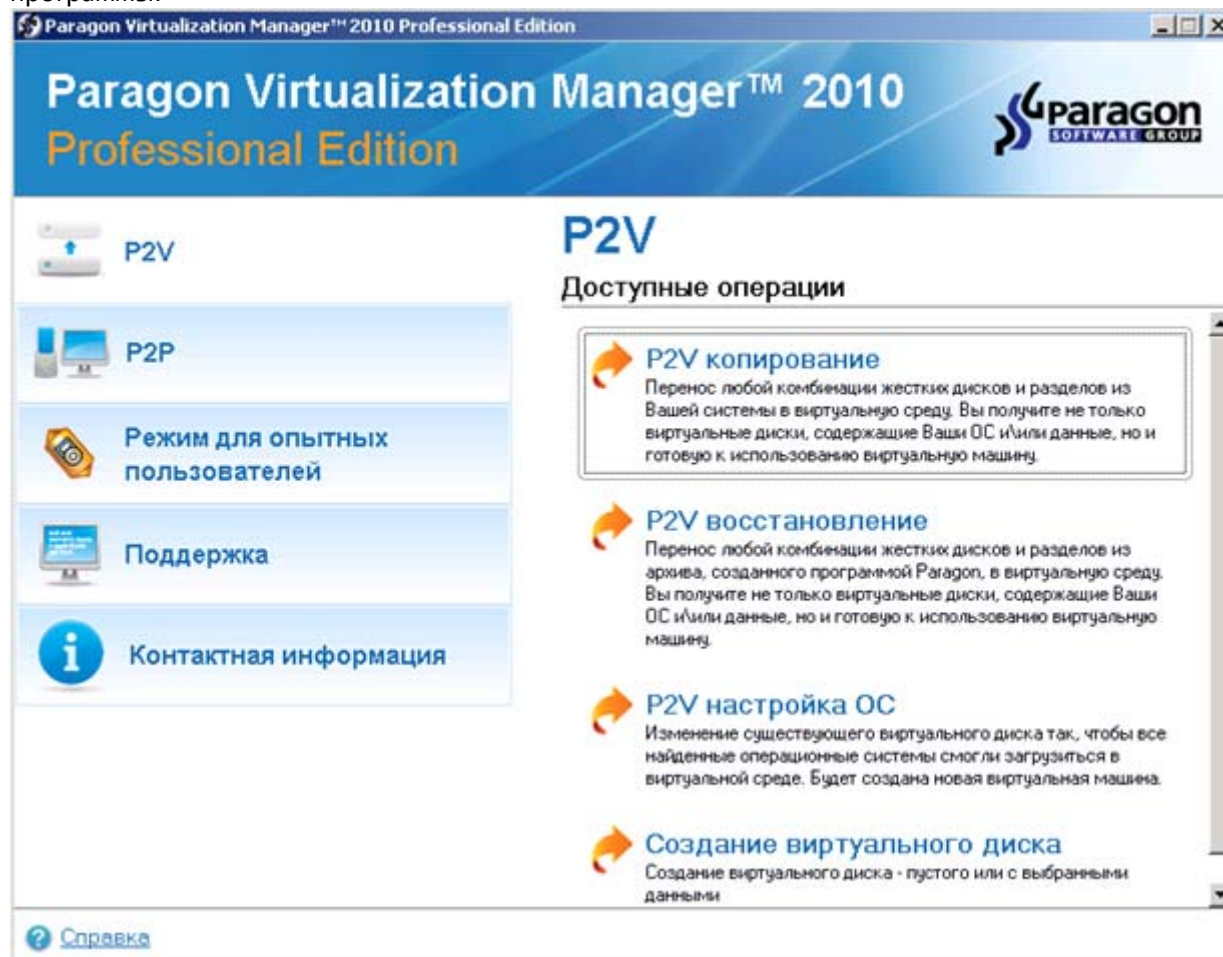 Paragon Virtualization Manager™ 2010 Professional Edition
Paragon Virtualization Manager™ 2010
Professional Edition
Paragon
SOFTWARE GROUP
P2V
P2P
Режим для опытных
пользователей
Поддержка
Контактная информация
P2V
Доступные операции
P2V копирование
Перенос любой комбинации жестких дисков и разделов из
Вашей системы в виртуальную среду. Вы получите не только
виртуальные диски, содержащие Ваши ОС и\или данные, но и
готовую к использованию виртуальную машину.
P2V восстановление
Перенос любой комбинации жестких дисков и разделов из
архива, созданного программой Paragon, в виртуальную среду.
Вы получите не только виртуальные диски, содержащие Ваши
ОС и\или данные, но и готовую к использованию виртуальную
машину.
P2V настройка ОС
Изменение существующего виртуального диска так, чтобы все
найденные операционные системы смогли загрузиться в
виртуальной среде. Будет создана новая виртуальная машина.
Создание виртуального диска
Создание виртуального диска - пустого или с выбранными
данными
Справка